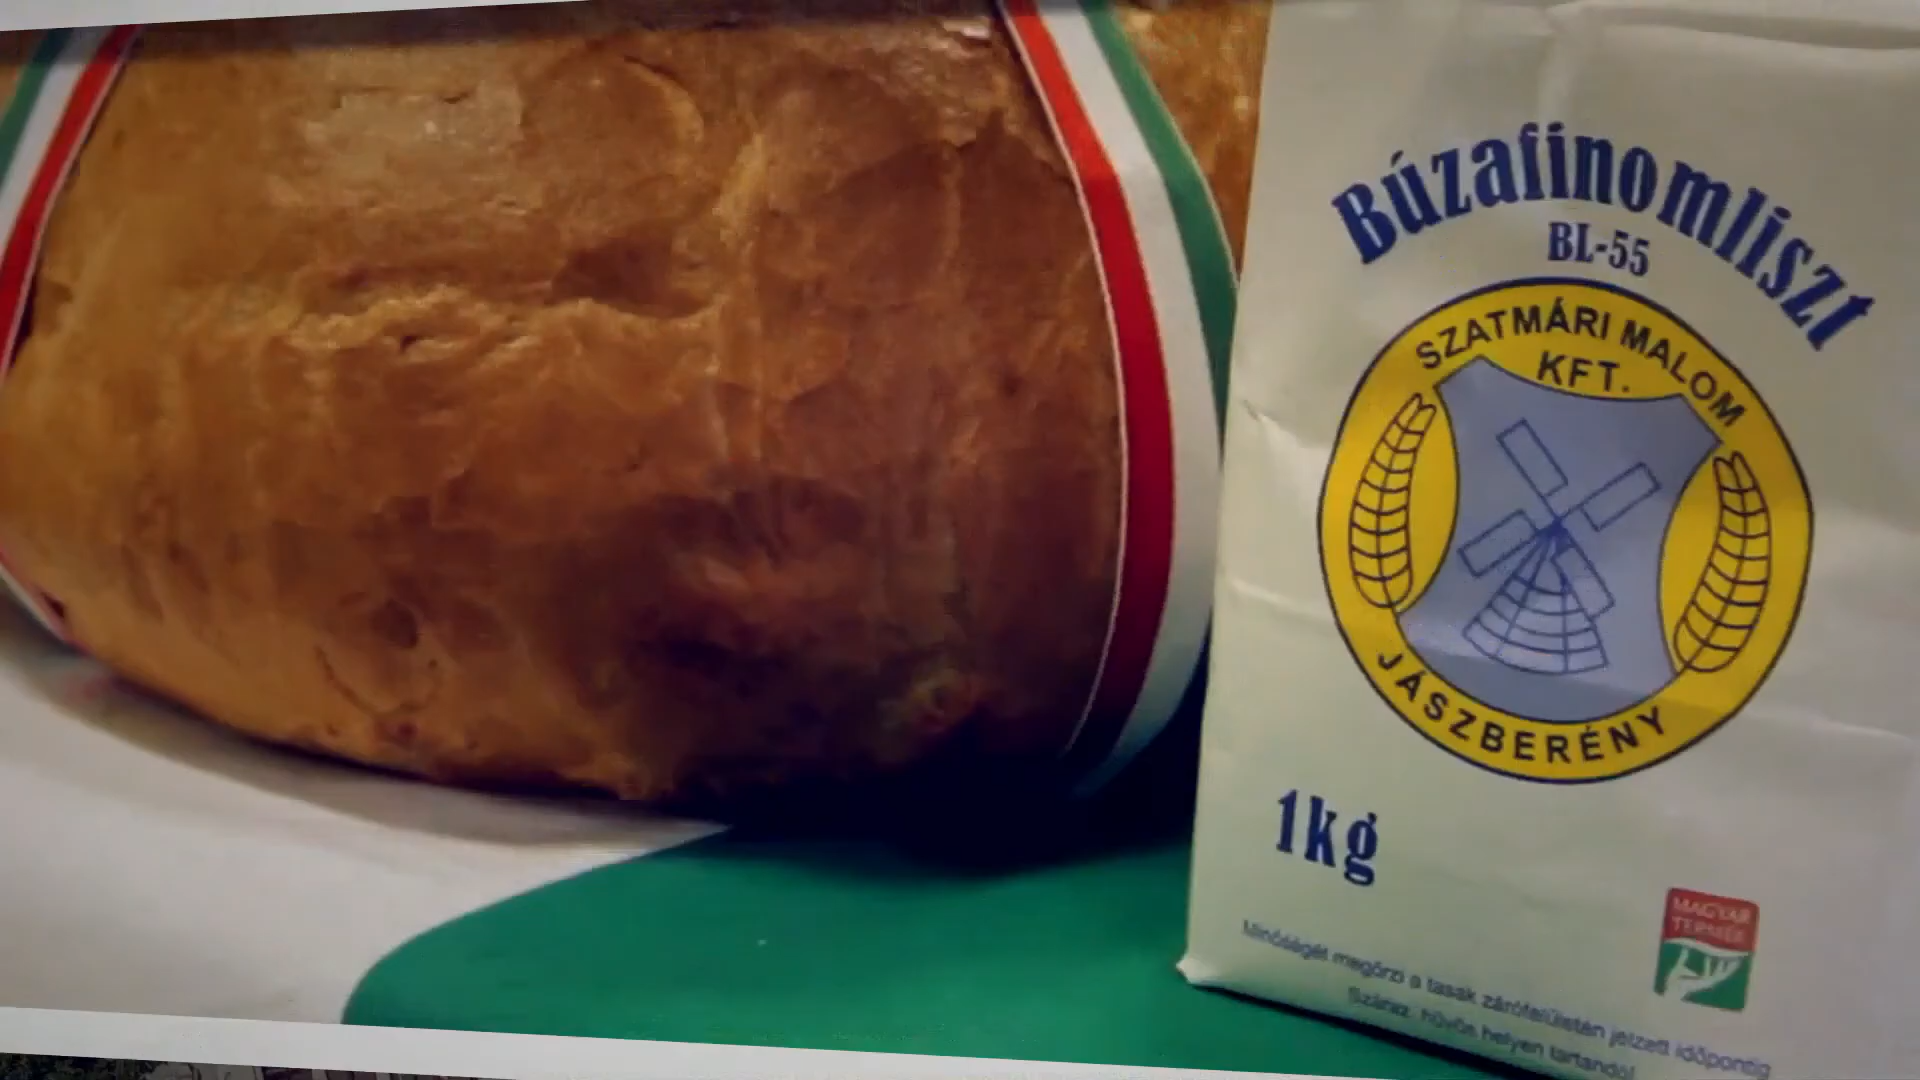 Búzafinomliszt
BL-55
SZATMÁRI MALOM
KFT.
JÁSZBERÉNY
1kg
MAGYAR
TERMÉK
Minőségét megőrzi a tasak zárófelületén jelzett időpontig
Száraz, hűvös helyen tartandó!